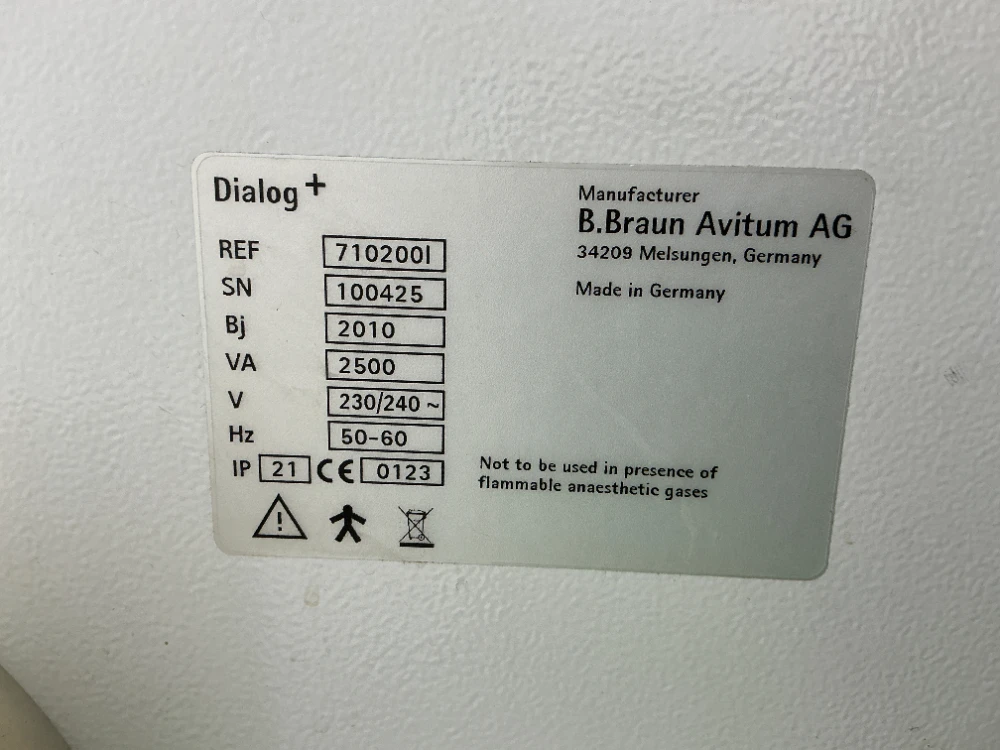 Dialog+
REF 710200I
SN 100425
Bj 2010
VA 2500
V 230/240 ~
Hz 50-60
IP 21 CE 0123
Manufacturer
B.Braun Avitum AG
34209 Melsungen, Germany
Made in Germany
Not to be used in presence of
flammable anaesthetic gases